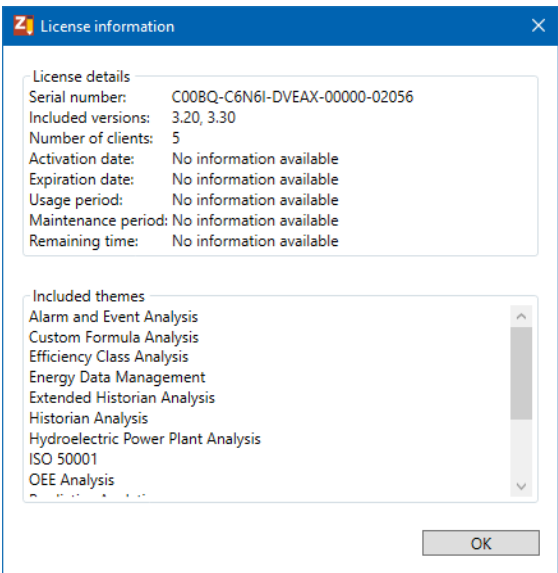 License information
License details
Serial number: C00BQ-C6N6I-DVEAX-00000-02056
Included versions: 3.20, 3.30
Number of clients: 5
Activation date: No information available
Expiration date: No information available
Usage period: No information available
Maintenance period: No information available
Remaining time: No information available
Included themes
Alarm and Event Analysis
Custom Formula Analysis
Efficiency Class Analysis
Energy Data Management
Extended Historian Analysis
Historian Analysis
Hydroelectric Power Plant Analysis
ISO 50001
OEE Analysis
OK